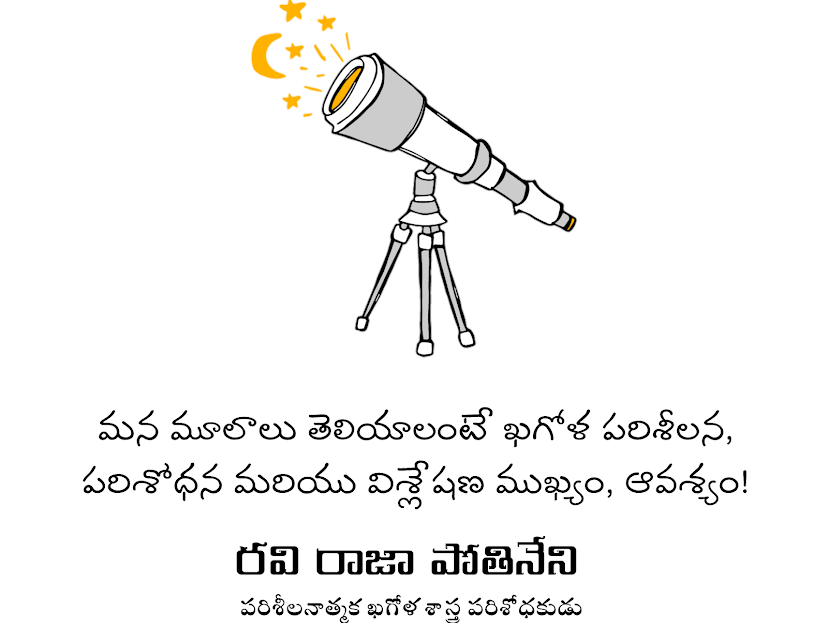 మన మూలాలు తెలియాలంటే ఖగోళ పరిశీలన,
పరిశోధన మరియు విశ్లేషణ ముఖ్యం, ఆవశ్యం!
రవి రాజా పోతినేని
పరిశీలనాత్మక ఖగోళ శాస్త్ర పరిశోధకుడు